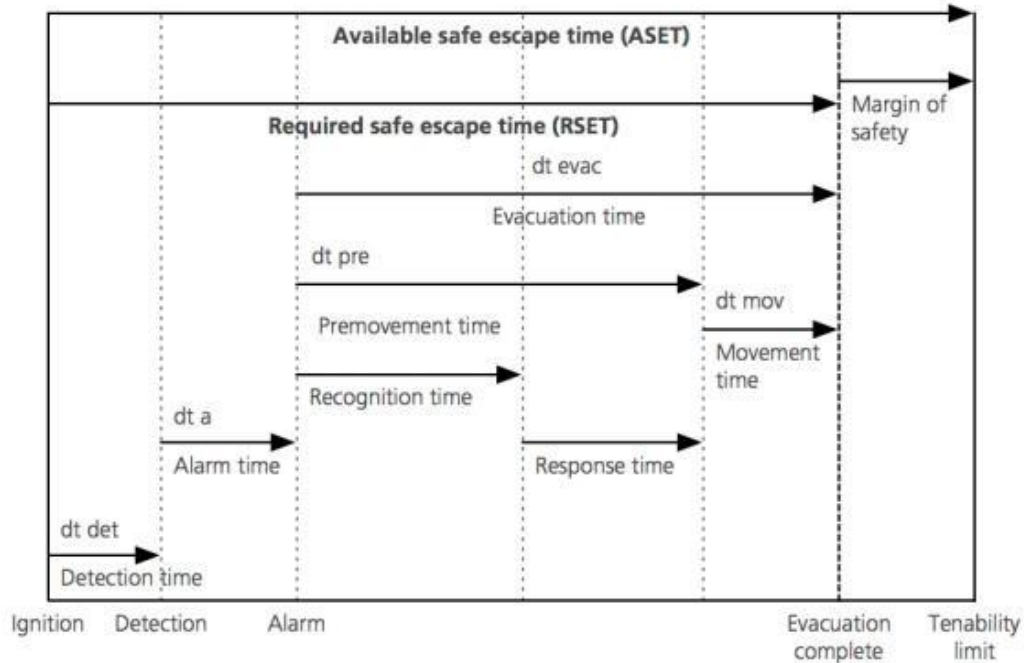 Available safe escape time (ASET)
Margin of
safety
Required safe escape time (RSET)
dt evac
Evacuation time
dt pre
dt mov
Premovement time
Movement
time
Recognition time
dt a
Alarm time
Response time
dt det
Detection time
Ignition
Detection
Alarm
Evacuation
complete
Tenability
limit